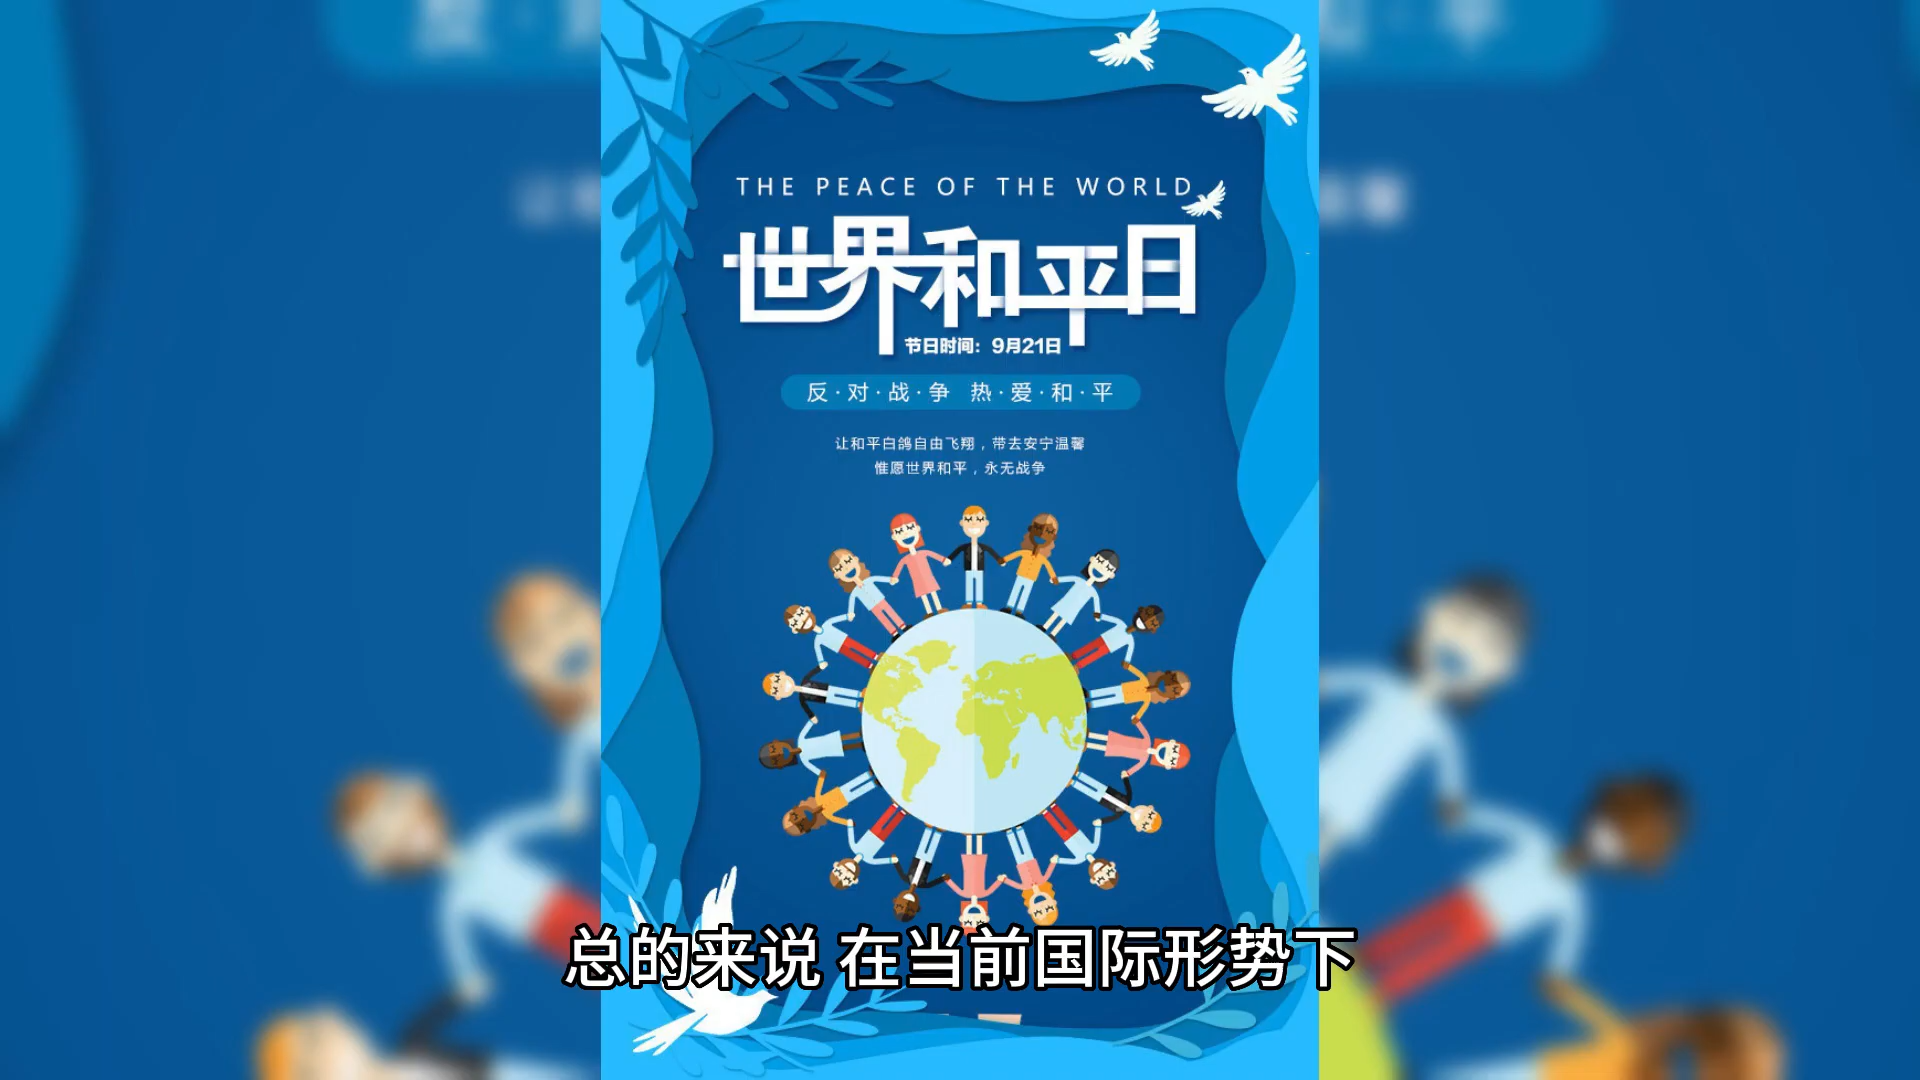 THE PEACE OF THE WORLD
世界和平日
节日时间：9月21日
反·对·战·争 热·爱·和·平
让和平白鸽自由飞翔，带去安宁温馨
惟愿世界和平，永无战争
总的来说 在当前国际形势下